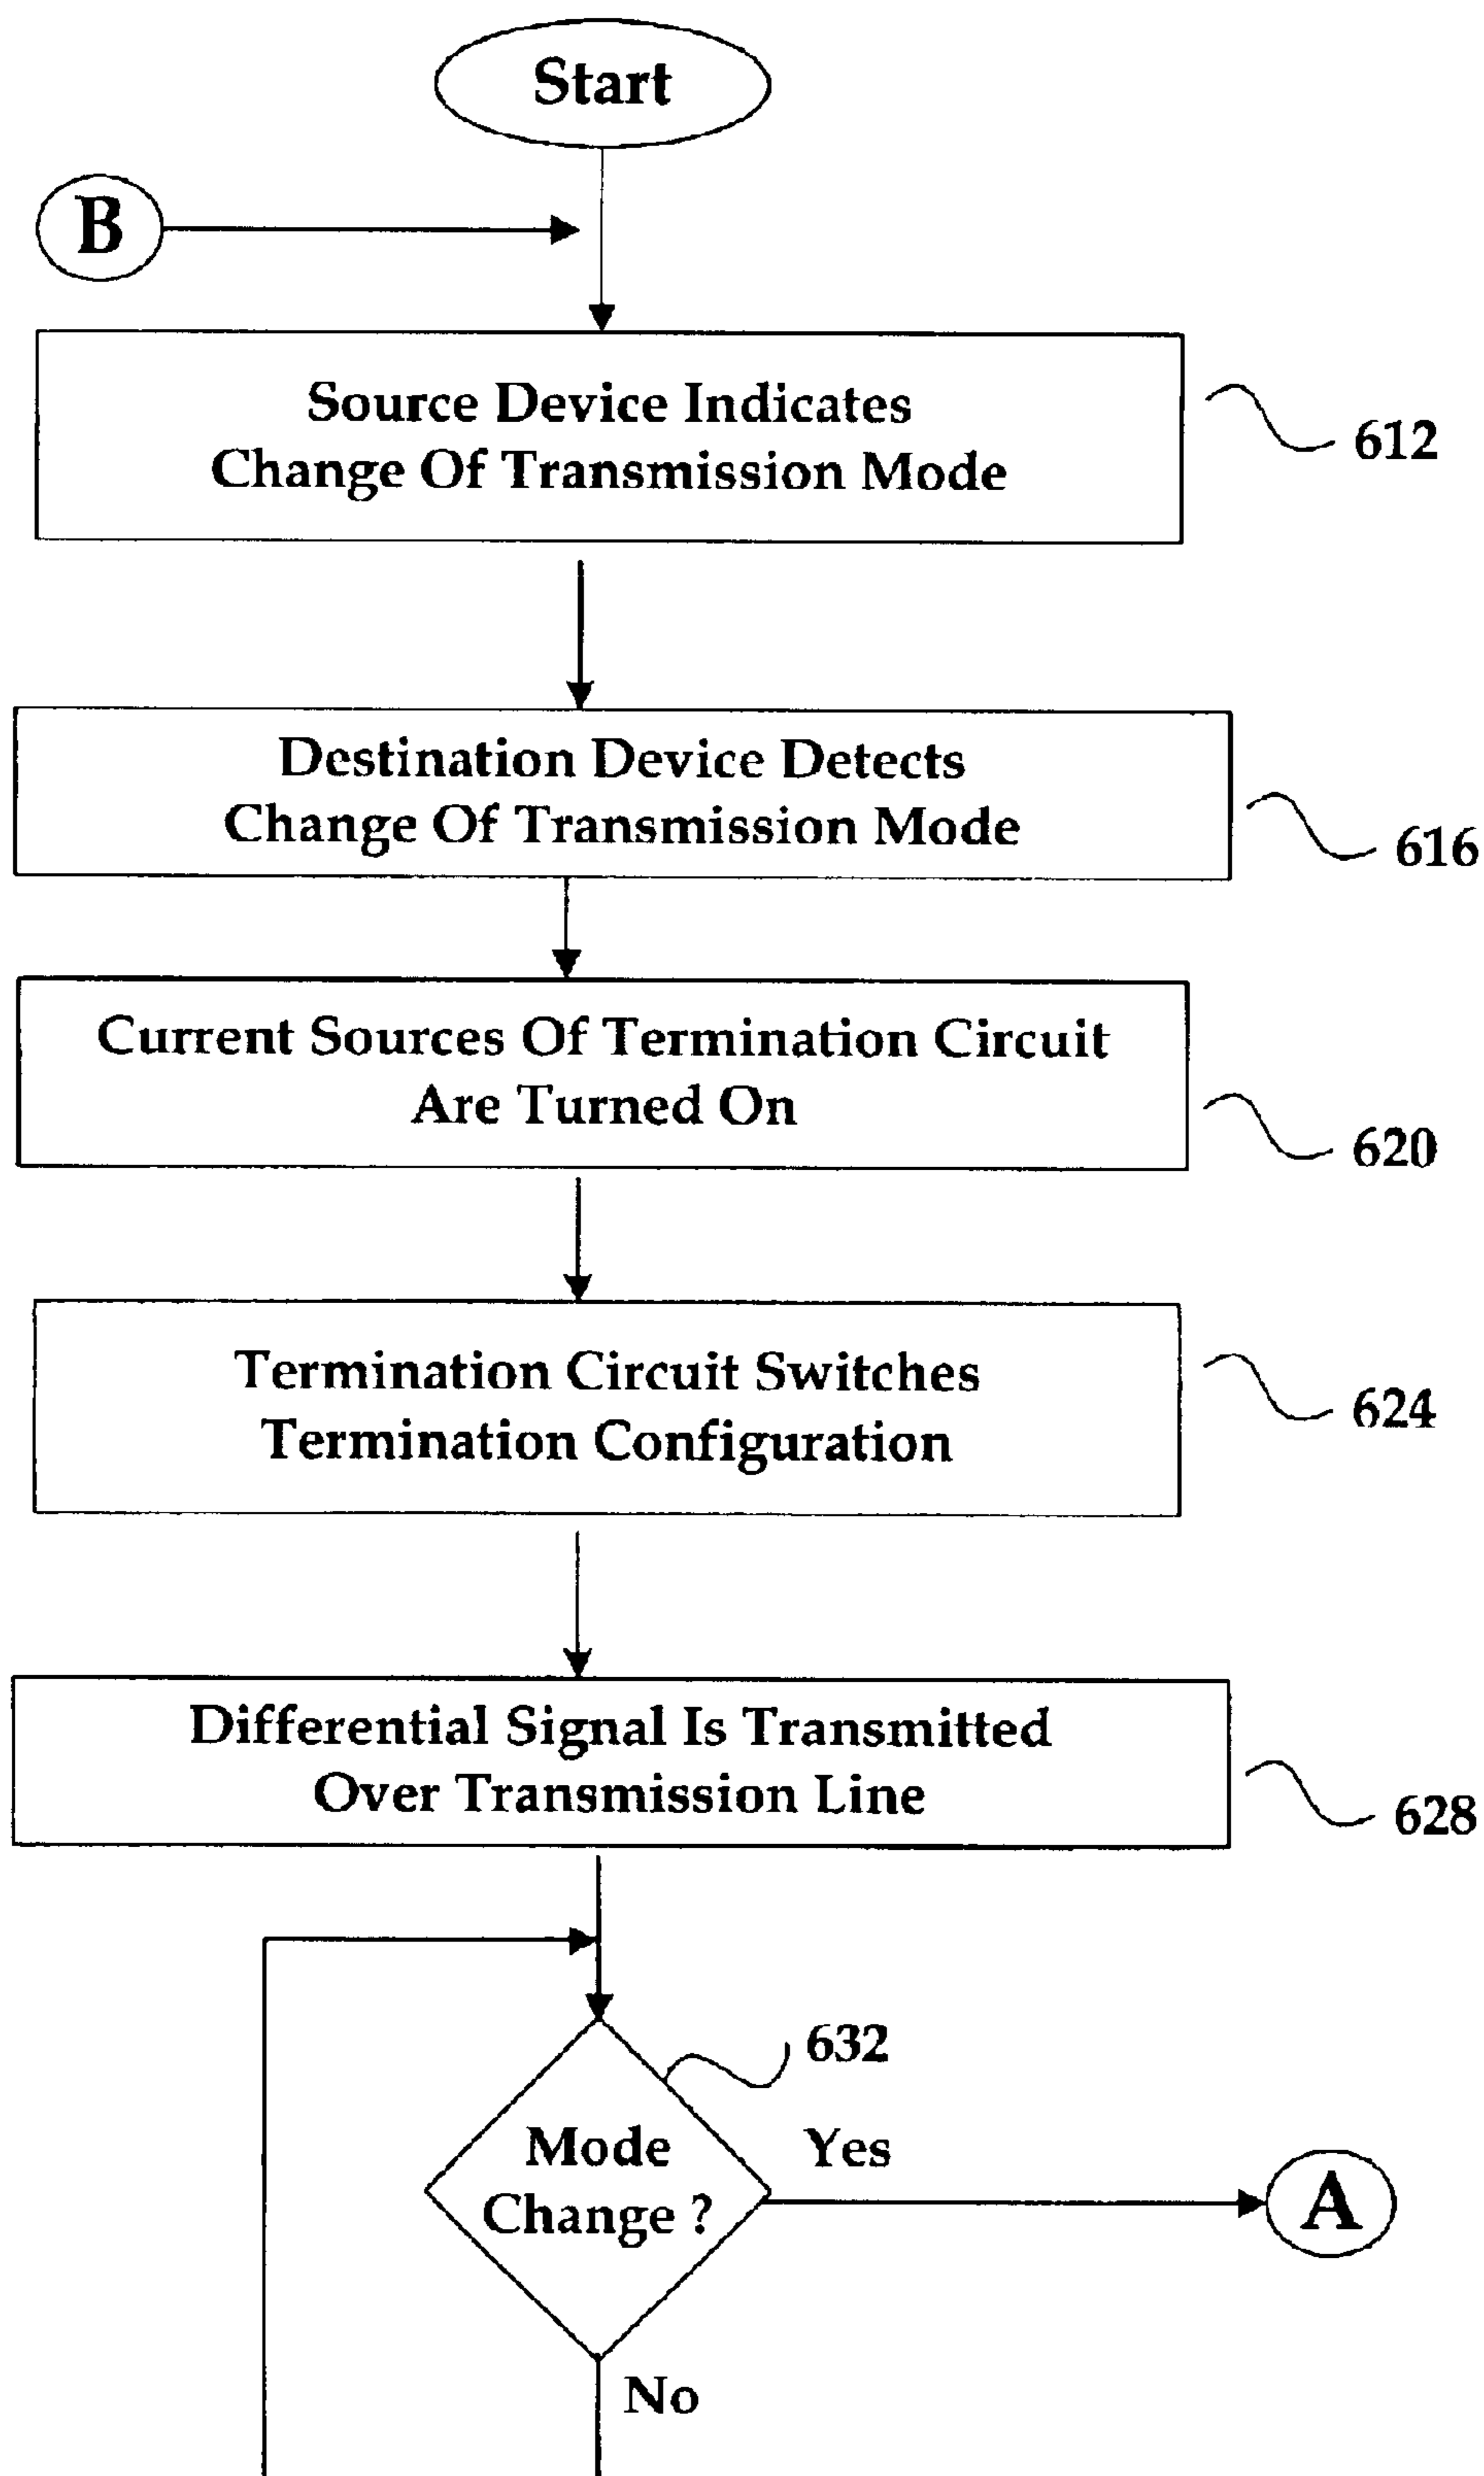 Start
B
Source Device Indicates
Change Of Transmission Mode
612
Destination Device Detects
Change Of Transmission Mode
616
Current Sources Of Termination Circuit
Are Turned On
620
Termination Circuit Switches
Termination Configuration
624
Differential Signal Is Transmitted
Over Transmission Line
628
632
Mode
Change ?
Yes
A
No